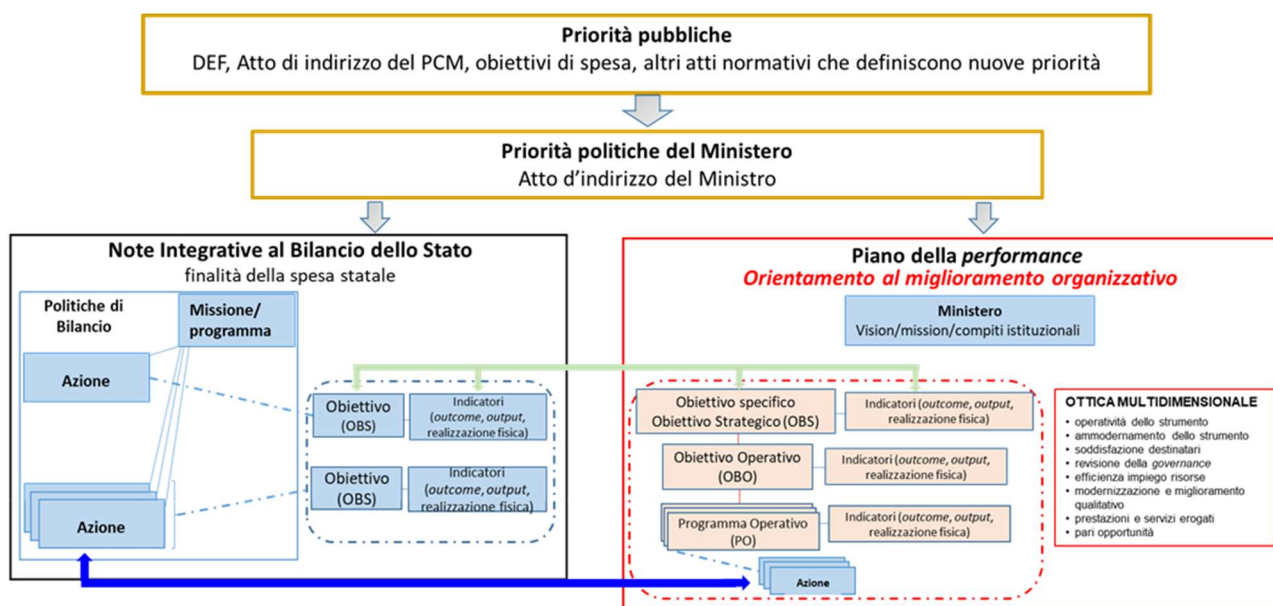 Priorità pubbliche
DEF, Atto di indirizzo del PCM, obiettivi di spesa, altri atti normativi che definiscono nuove priorità
Priorità politiche del Ministero
Atto d’indirizzo del Ministro
Note Integrative al Bilancio dello Stato
finalità della spesa statale
Politiche di
Bilancio
Missione/
programma
Azione
Azione
Obiettivo
(OBS)
Indicatori
(outcome, output,
realizzazione fisica)
Obiettivo
(OBS)
Indicatori
(outcome, output,
realizzazione fisica)
Piano della performance
Orientamento al miglioramento organizzativo
Ministero
Vision/mission/compiti istituzionali
Obiettivo specifico
Obiettivo Strategico (OBS)
Indicatori (outcome, output,
realizzazione fisica)
Obiettivo Operativo
(OBO)
Indicatori (outcome, output,
realizzazione fisica)
Programma Operativo
(PO)
Indicatori (outcome, output,
realizzazione fisica)
Azione
OTTICA MULTIDIMENSIONALE
• operatività dello strumento
• ammodernamento dello strumento
• soddisfazione destinatari
• revisione della governance
• efficienza impiego risorse
• modernizzazione e miglioramento
qualitativo
• prestazioni e servizi erogati
• pari opportunità